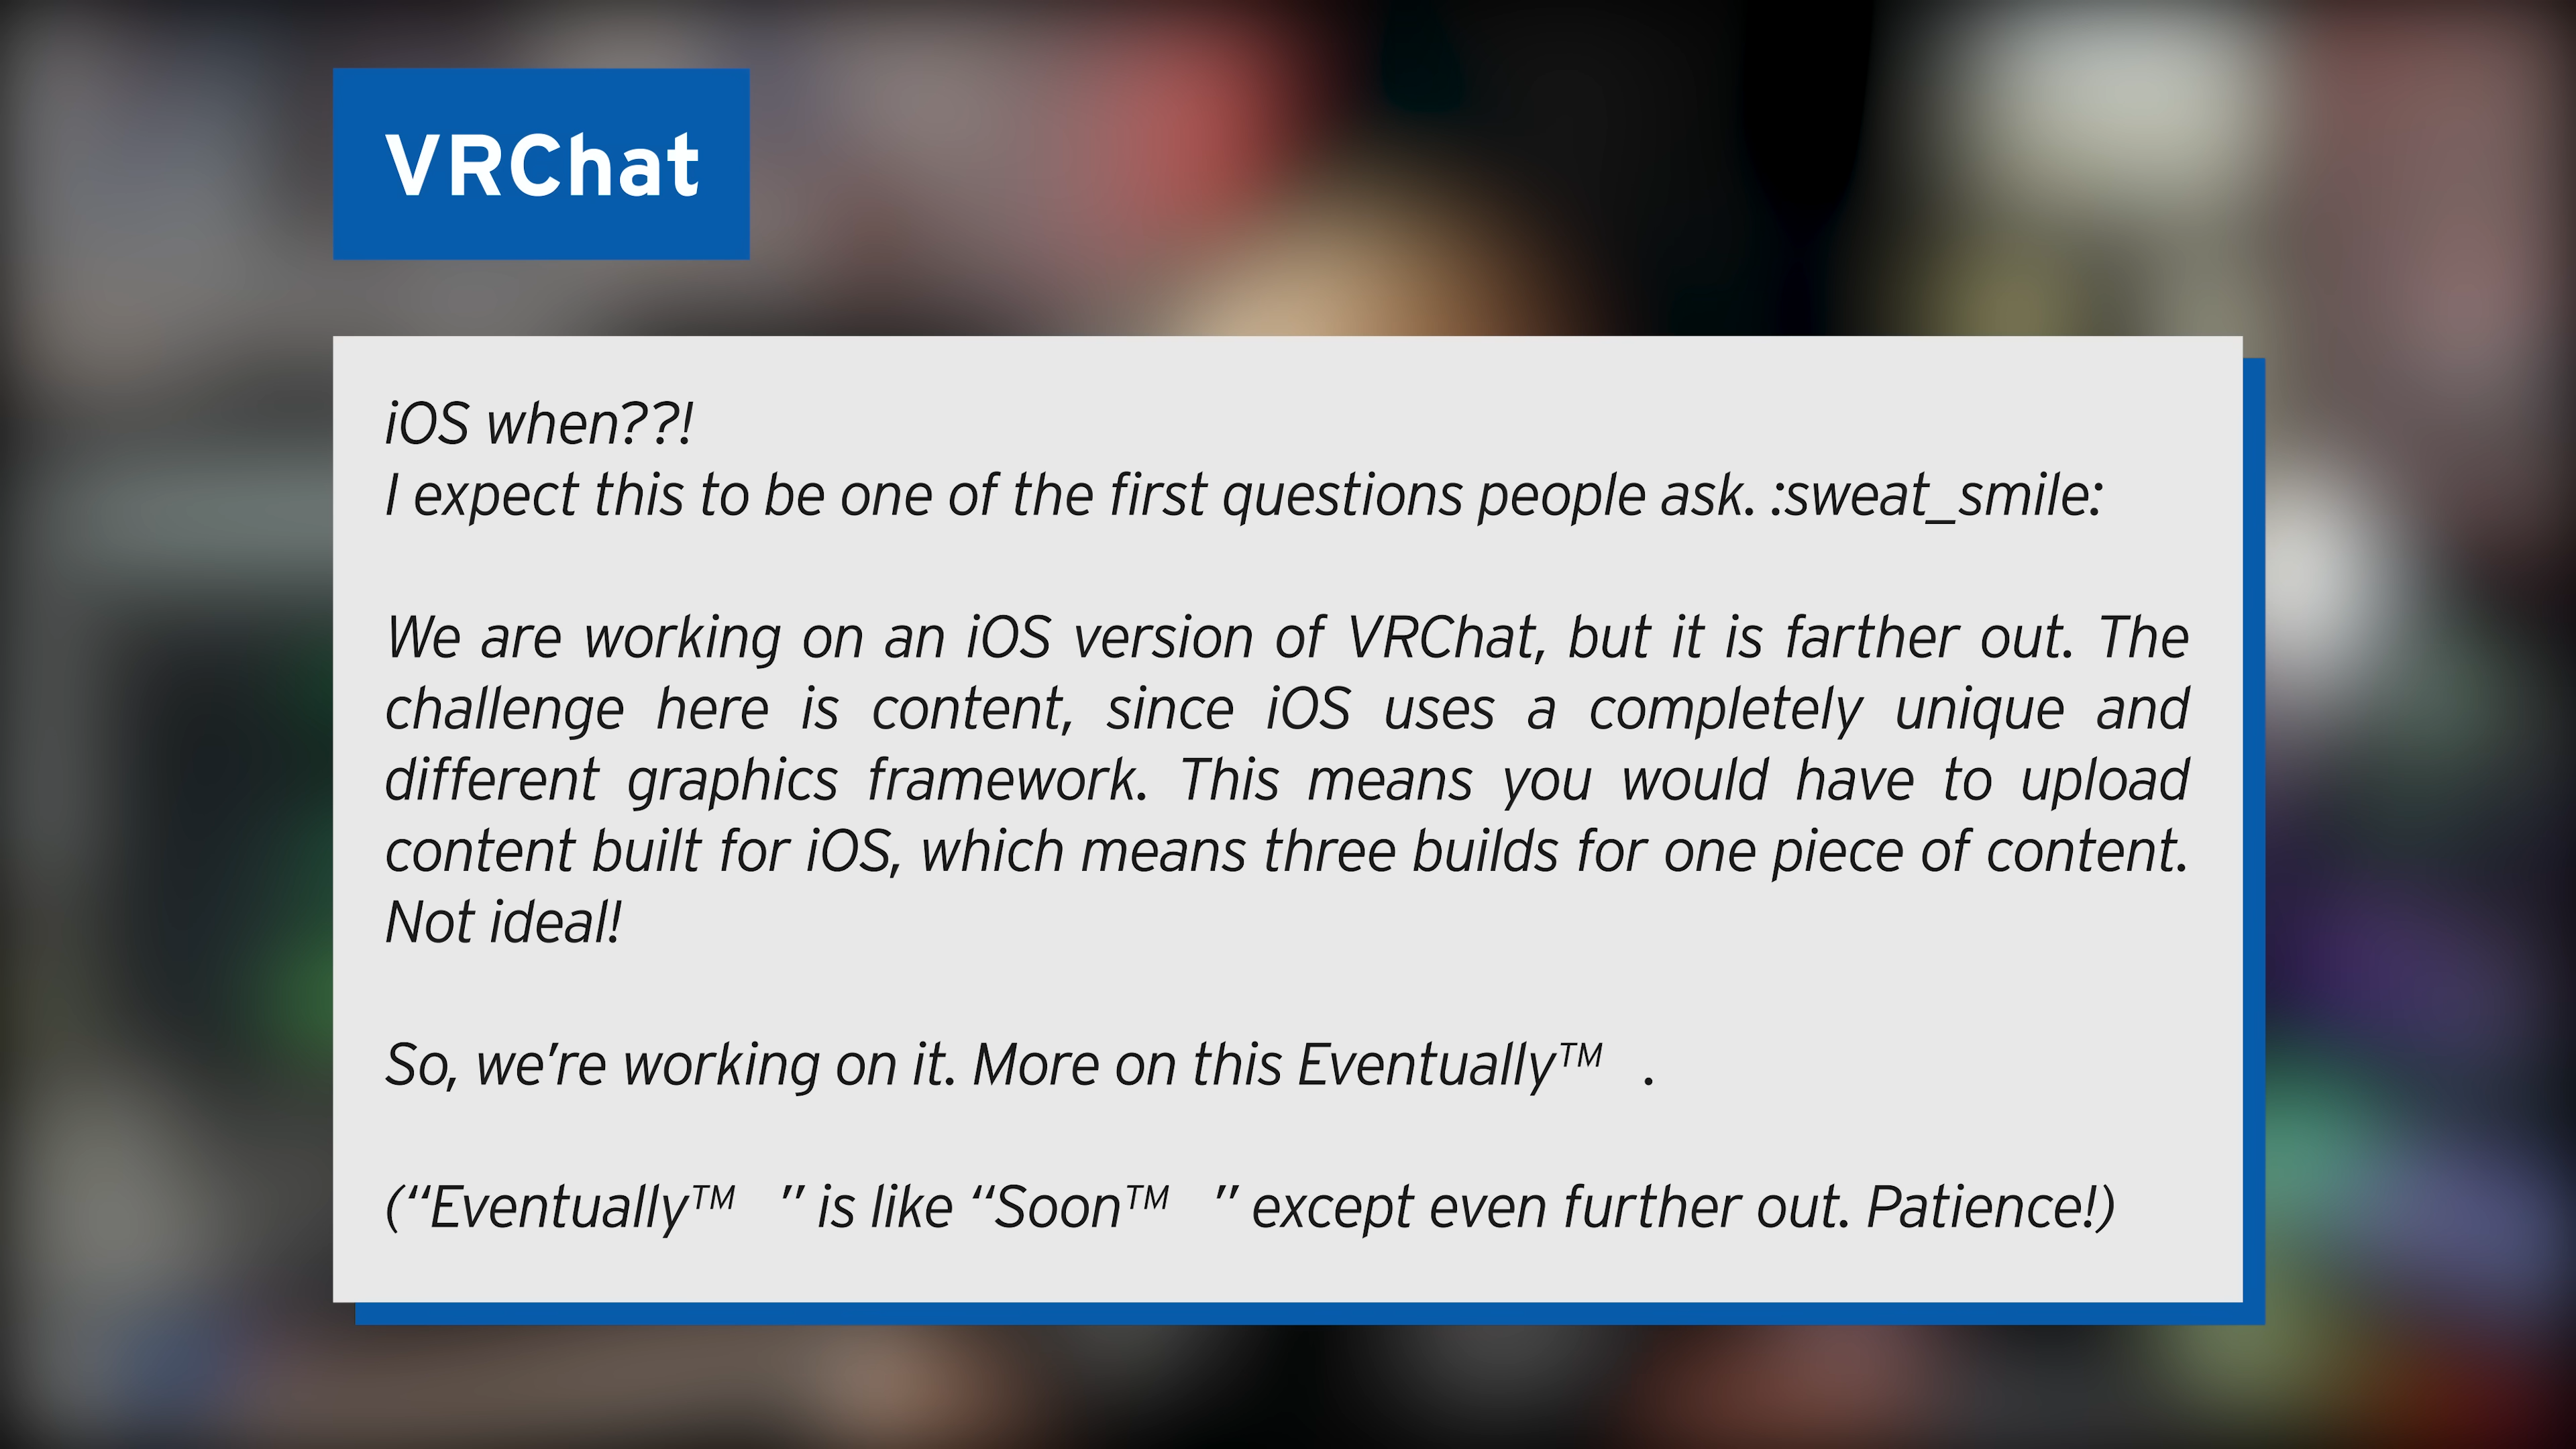 VRChat
iOS when??!
I expect this to be one of the first questions people ask. :sweat_smile:
We are working on an iOS version of VRChat, but it is farther out. The
challenge here is content, since iOS uses a completely unique and
different graphics framework. This means you would have to upload
content built for iOS, which means three builds for one piece of content.
Not ideal!
So, we’re working on it. More on this Eventually™ .
(“Eventually™ ” is like “Soon™ ” except even further out. Patience!)